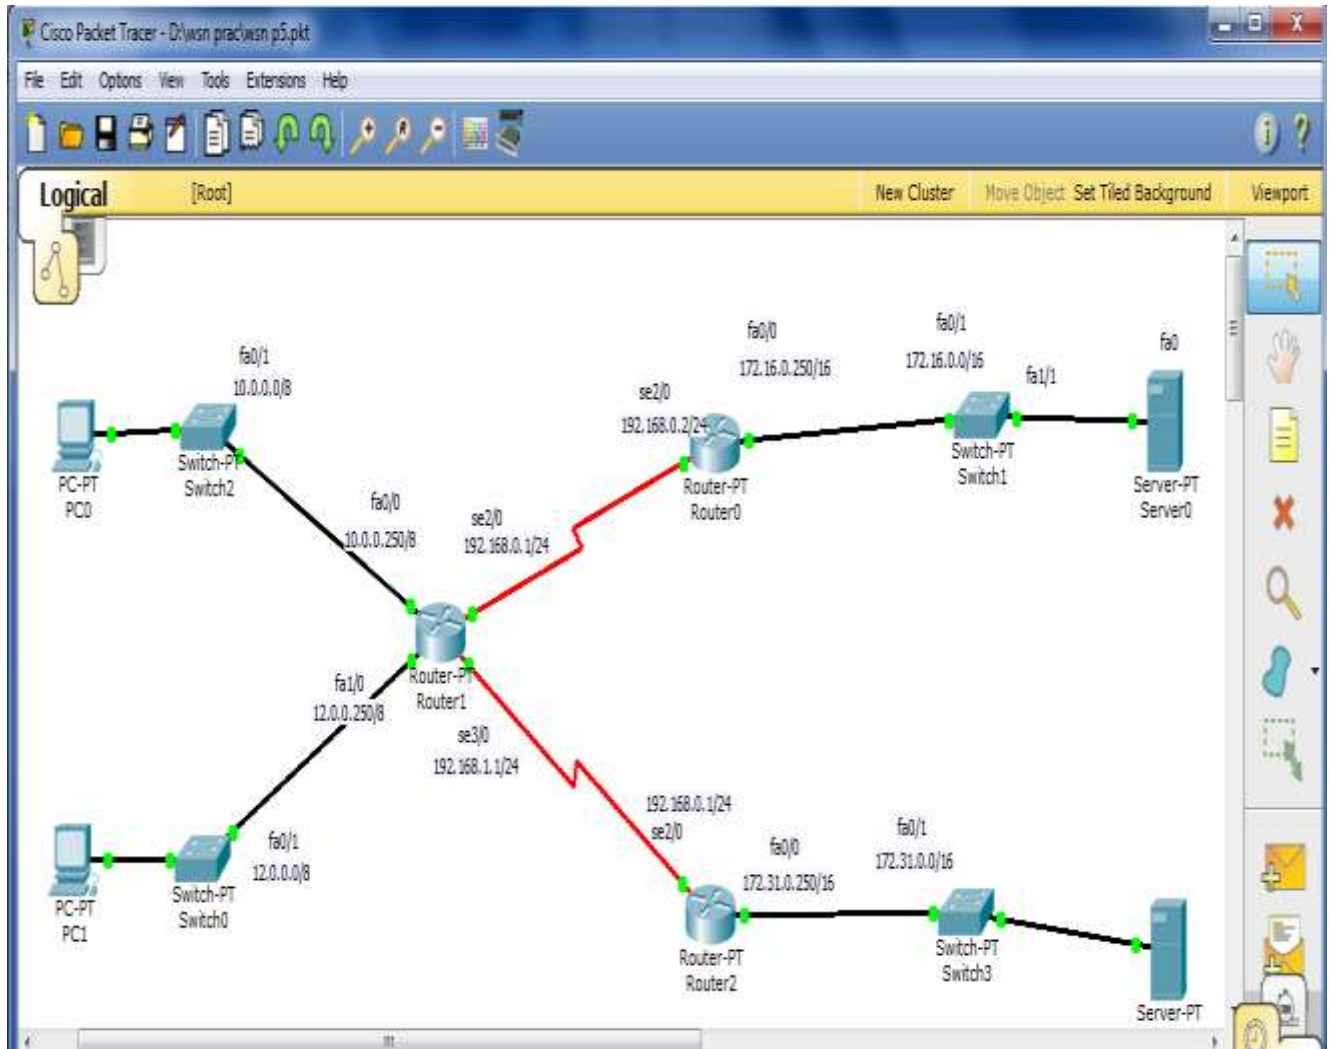 Cisco Packet Tracer - D:\wsn prac\wsn p5.pkt
File Edit Options View Tools Extensions Help
Logical [Root] New Cluster Move Object Set Tiled Background Viewport
fa0/1
10.0.0.0/8
PC-PT
PC0
Switch-PT
Switch2
fa0/0
10.0.0.250/8
se2/0
192.168.0.1/24
se2/0
192.168.0.2/24
Router-PT
Router0
fa0/0
172.16.0.250/16
fa0/1
172.16.0.0/16
Switch-PT
Switch1
fa1/1
fa0
Server-PT
Server0
Router-PT
Router1
fa1/0
12.0.0.250/8
se3/0
192.168.1.1/24
fa0/1
12.0.0.0/8
PC-PT
PC1
Switch-PT
Switch0
192.168.0.1/24
se2/0
Router-PT
Router2
fa0/0
172.31.0.250/16
fa0/1
172.31.0.0/16
Switch-PT
Switch3
Server-PT